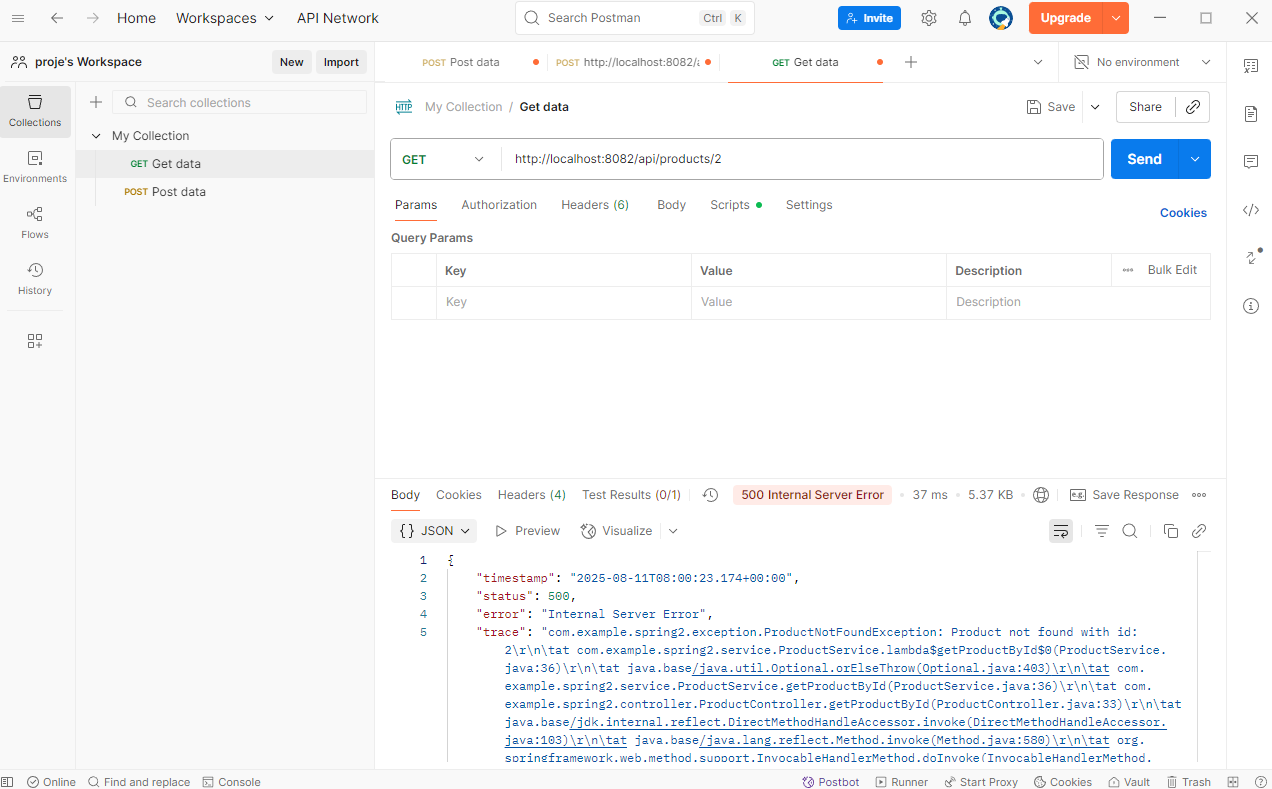 Home Workspaces API Network Search Postman Ctrl K Invite Upgrade
proje's Workspace New Import POST Post data POST http://localhost:8082/a GET Get data No environment
Collections
Environments
Flows
History
Search collections
My Collection
GET Get data
POST Post data
HTTP My Collection / Get data Save Share
GET http://localhost:8082/api/products/2 Send
Params Authorization Headers (6) Body Scripts Settings Cookies
Query Params
Key Value Description Bulk Edit
Key Value Description
Body Cookies Headers (4) Test Results (0/1) 500 Internal Server Error 37 ms 5.37 KB e.g. Save Response
{} JSON Preview Visualize
1 {
2 "timestamp": "2025-08-11T08:00:23.174+00:00",
3 "status": 500,
4 "error": "Internal Server Error",
5 "trace": "com.example.spring2.exception.ProductNotFoundException: Product not found with id:
2\r\n\tat com.example.spring2.service.ProductService.lambda$getProductById$0(ProductService.
java:36)\r\n\tat java.base/java.util.Optional.orElseThrow(Optional.java:403)\r\n\tat com.
example.spring2.service.ProductService.getProductById(ProductService.java:36)\r\n\tat com.
example.spring2.controller.ProductController.getProductById(ProductController.java:33)\r\n\tat
java.base/jdk.internal.reflect.DirectMethodHandleAccessor.invoke(DirectMethodHandleAccessor.
java:103)\r\n\tat java.base/java.lang.reflect.Method.invoke(Method.java:580)\r\n\tat org.
springframework.web.method.support.InvocableHandlerMethod.doInvoke(InvocableHandlerMethod.
Online Find and replace Console Postbot Runner Start Proxy Cookies Vault Trash